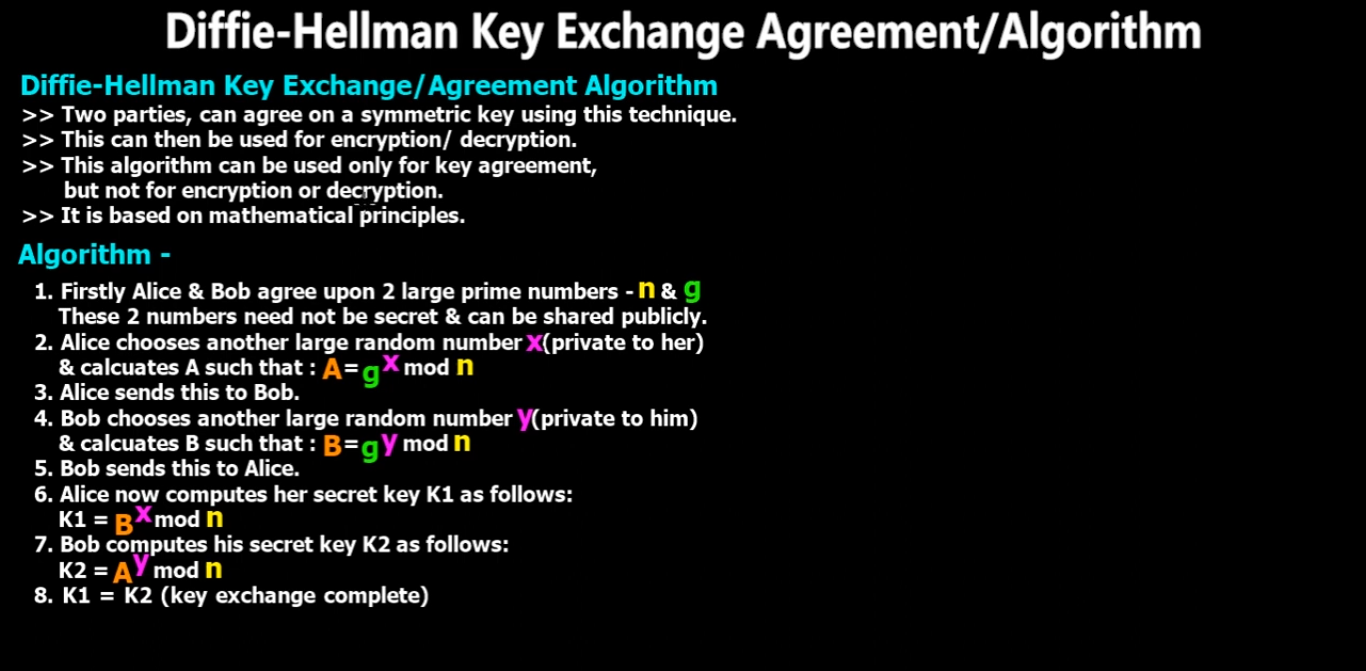 Diffie-Hellman Key Exchange Agreement/Algorithm
Diffie-Hellman Key Exchange/Agreement Algorithm
>> Two parties, can agree on a symmetric key using this technique.
>> This can then be used for encryption/ decryption.
>> This algorithm can be used only for key agreement,
but not for encryption or decryption.
>> It is based on mathematical principles.
Algorithm -
1. Firstly Alice & Bob agree upon 2 large prime numbers - n & g
These 2 numbers need not be secret & can be shared publicly.
2. Alice chooses another large random number x(private to her)
& calcuates A such that : A=g^x mod n
3. Alice sends this to Bob.
4. Bob chooses another large random number y(private to him)
& calcuates B such that : B=g^y mod n
5. Bob sends this to Alice.
6. Alice now computes her secret key K1 as follows:
K1 = B^x mod n
7. Bob computes his secret key K2 as follows:
K2 = A^y mod n
8. K1 = K2 (key exchange complete)